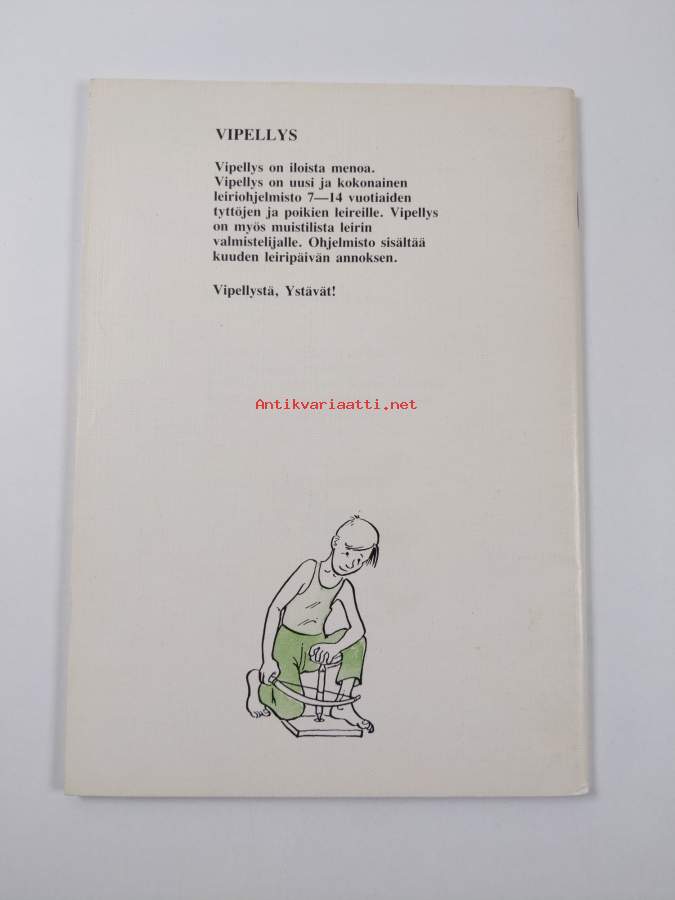 VIPELLYS
Vipellys on iloista menoa.
Vipellys on uusi ja kokonainen
leiriohjelmisto 7—14 vuotiaiden
tyttöjen ja poikien leireille. Vipellys
on myös muistilista leirin
valmistelijalle. Ohjelmisto sisältää
kuuden leiripäivän annoksen.
Vipellystä, Ystävät!
Antikvariaatti.net